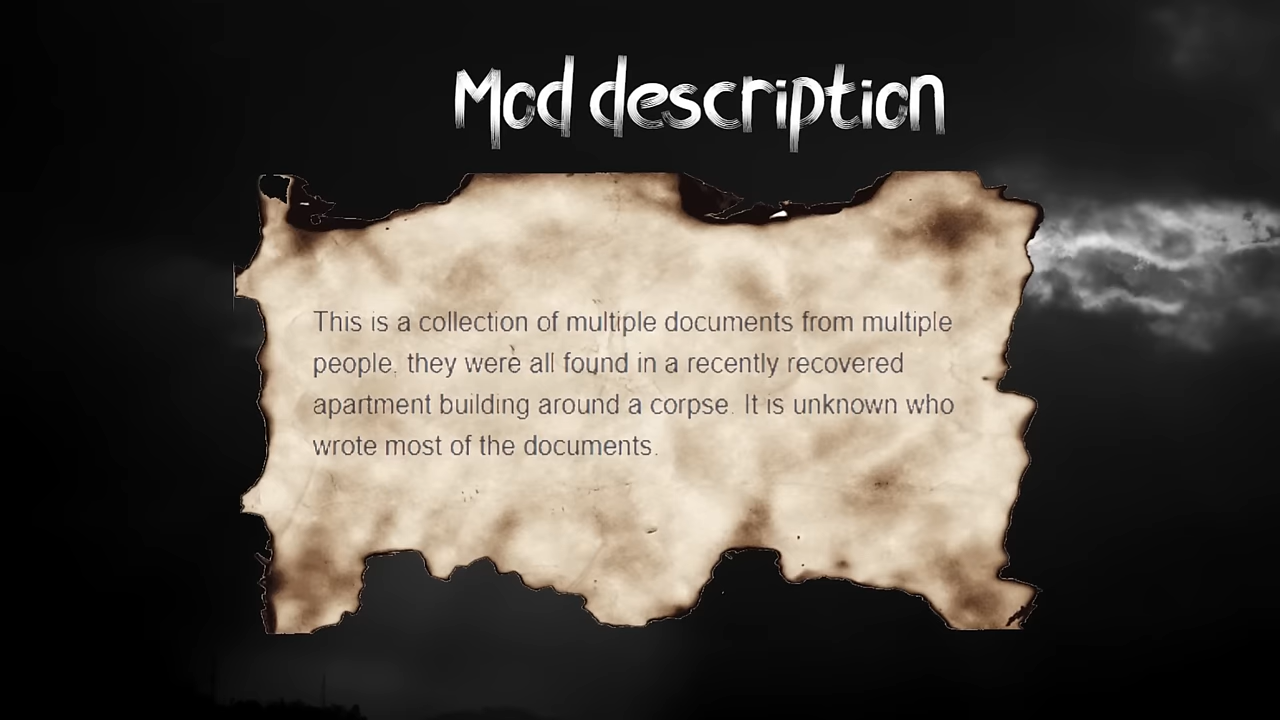 Mod description
This is a collection of multiple documents from multiple
people, they were all found in a recently recovered
apartment building around a corpse. It is unknown who
wrote most of the documents.